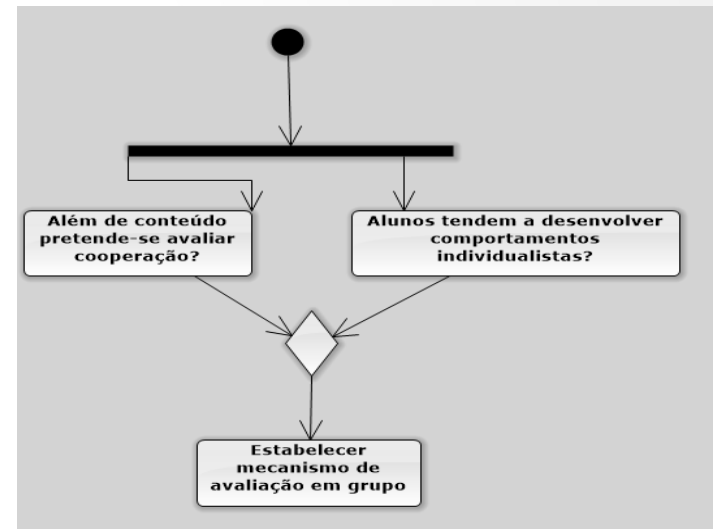 Além de conteúdo
pretende-se avaliar
cooperação?
Alunos tendem a desenvolver
comportamentos
individualistas?
Estabelecer
mecanismo de
avaliação em grupo